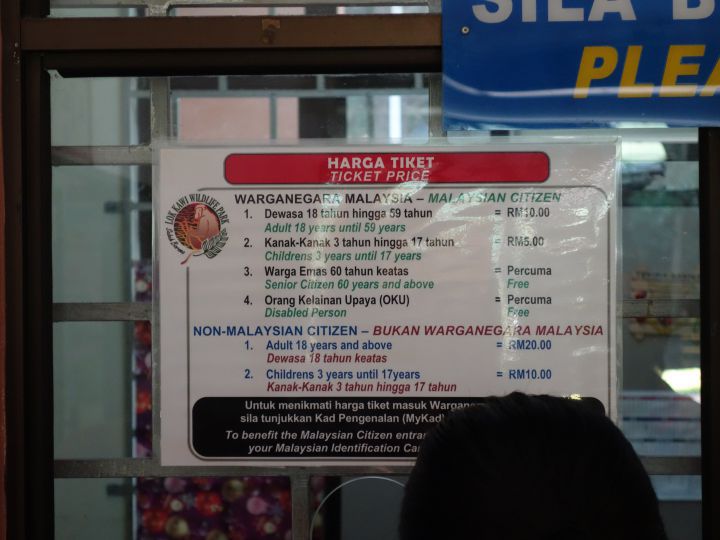 SILA B
PLEA
HARGA TIKET
TICKET PRICE
LOK KAWI WILDLIFE PARK
WARGANEGARA MALAYSIA – MALAYSIAN CITIZEN
1. Dewasa 18 tahun hingga 59 tahun = RM10.00
Adult 18 years until 59 years
2. Kanak-Kanak 3 tahun hingga 17 tahun = RM5.00
Childrens 3 years until 17 years
3. Warga Emas 60 tahun keatas = Percuma
Senior Citizen 60 years and above Free
4. Orang Kelainan Upaya (OKU) = Percuma
Disabled Person Free
NON-MALAYSIAN CITIZEN – BUKAN WARGANEGARA MALAYSIA
1. Adult 18 years and above = RM20.00
Dewasa 18 tahun keatas
2. Childrens 3 years until 17years = RM10.00
Kanak-Kanak 3 tahun hingga 17 tahun
Untuk menikmati harga tiket masuk Wargane
sila tunjukkan Kad Pengenalan (MyKad)
To benefit the Malaysian Citizen entran
your Malaysian Identification Ca